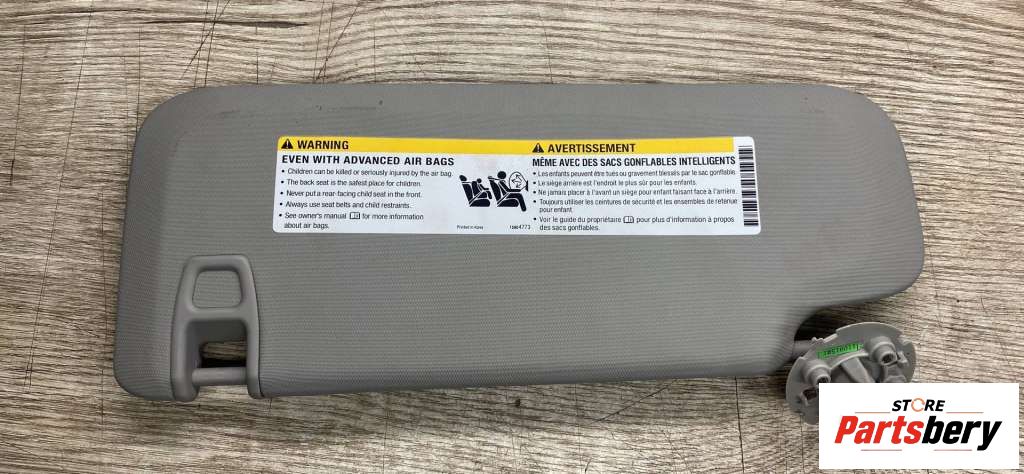 WARNING
EVEN WITH ADVANCED AIR BAGS
• Children can be killed or seriously injured by the air bag.
• The back seat is the safest place for children.
• Never put a rear-facing child seat in the front.
• Always use seat belts and child restraints.
• See owner's manual for more information
about air bags.
Printed in Korea
AVERTISSEMENT
MÊME AVEC DES SACS GONFLABLES INTELLIGENTS
• Les enfants peuvent être tués ou gravement blessés par le sac gonflable.
• Le siège arrière est l'endroit le plus sûr pour les enfants.
• Ne jamais placer à l'avant un siège pour enfant faisant face à l'arrière.
• Toujours utiliser les ceintures de sécurité et les ensembles de retenue
pour enfant.
• Voir le guide du propriétaire pour plus d'information à propos
des sacs gonflables.
STORE
Partsbery